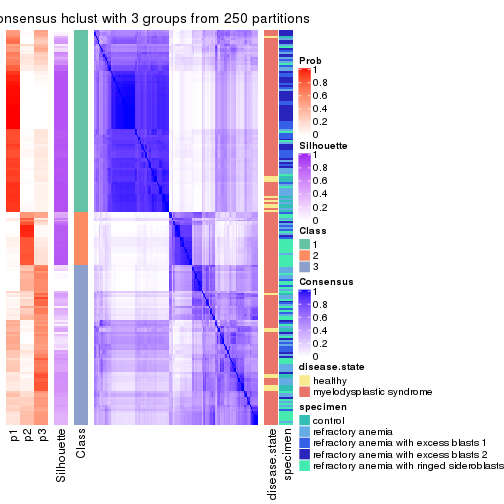 onsensus hclust with 3 groups from 250 partitions
Prob
1
0.8
0.6
0.4
0.2
0
Silhouette
1
0.8
0.6
0.4
0.2
0
Class
1
2
3
Consensus
1
0.8
0.6
0.4
0.2
0
disease.state
healthy
myelodysplastic syndrome
specimen
control
refractory anemia
refractory anemia with excess blasts 1
refractory anemia with excess blasts 2
refractory anemia with ringed sideroblasts
p1
p2
p3
Silhouette
Class
disease.state
specimen